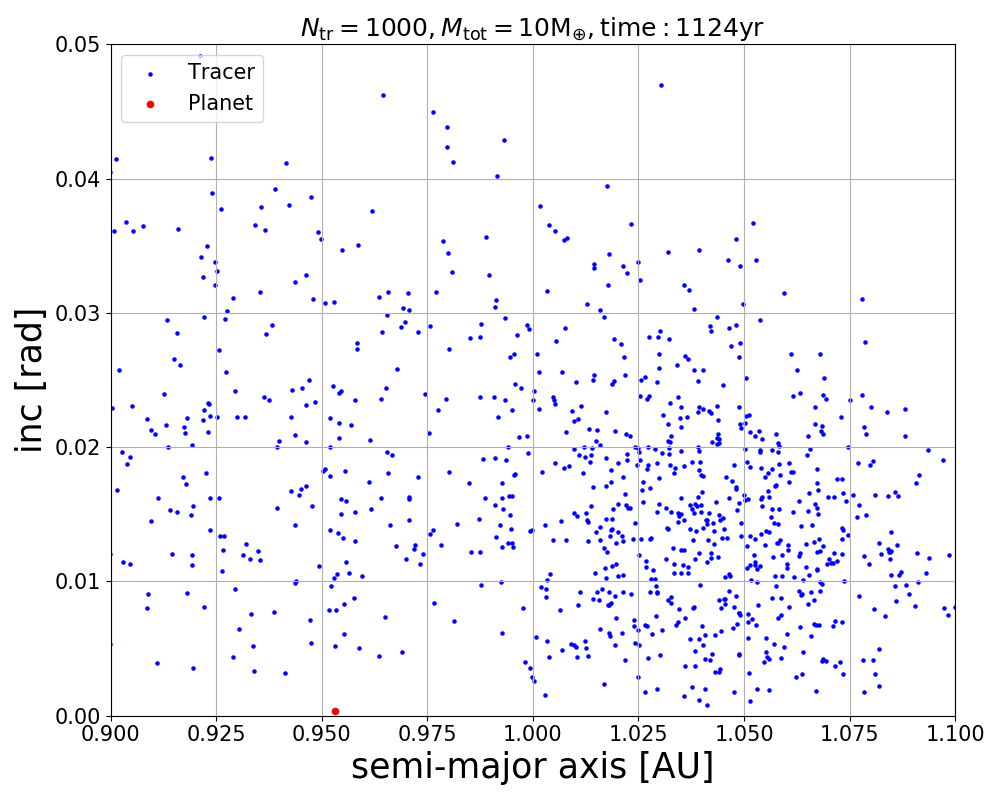 N_tr = 1000, M_tot = 10M_⊕, time : 1124yr
Tracer
Planet
0.05
0.04
0.03
0.02
0.01
0.00
inc [rad]
0.900 0.925 0.950 0.975 1.000 1.025 1.050 1.075 1.100
semi-major axis [AU]